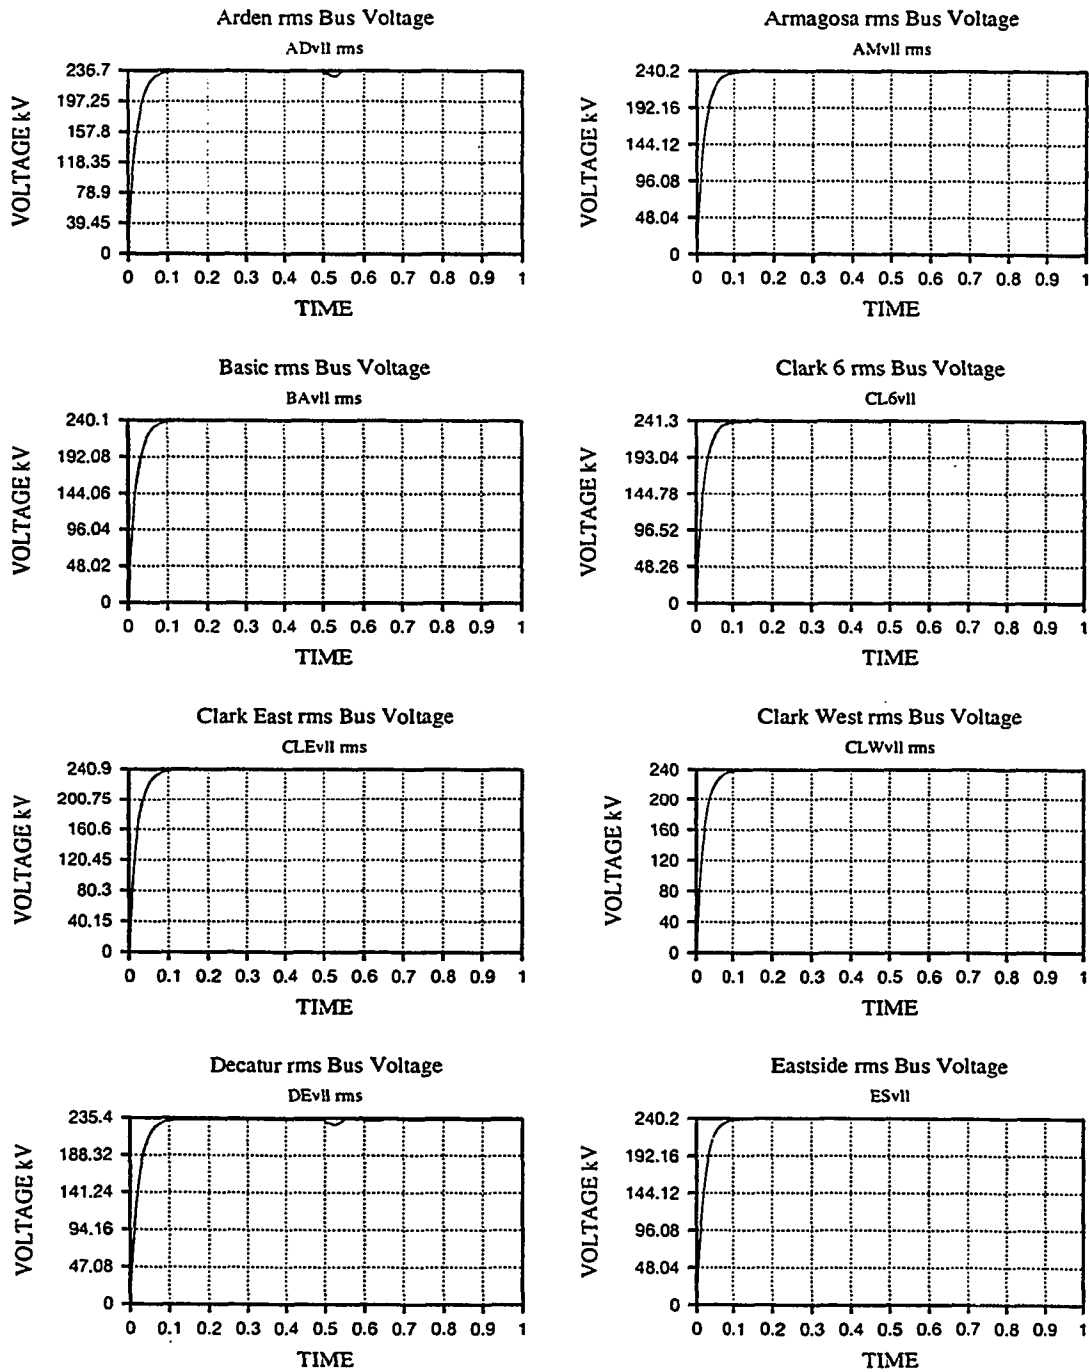 Arden rms Bus Voltage
ADvll rms
VOLTAGE kV
236.7
197.25
157.8
118.35
78.9
39.45
0
0 0.1 0.2 0.3 0.4 0.5 0.6 0.7 0.8 0.9 1
TIME
Armagosa rms Bus Voltage
AMvll rms
VOLTAGE kV
240.2
192.16
144.12
96.08
48.04
0
0 0.1 0.2 0.3 0.4 0.5 0.6 0.7 0.8 0.9 1
TIME
Basic rms Bus Voltage
BAvll rms
VOLTAGE kV
240.1
192.08
144.06
96.04
48.02
0
0 0.1 0.2 0.3 0.4 0.5 0.6 0.7 0.8 0.9 1
TIME
Clark 6 rms Bus Voltage
CL6vll
VOLTAGE kV
241.3
193.04
144.78
96.52
48.26
0
0 0.1 0.2 0.3 0.4 0.5 0.6 0.7 0.8 0.9 1
TIME
Clark East rms Bus Voltage
CLEvll rms
VOLTAGE kV
240.9
200.75
160.6
120.45
80.3
40.15
0
0 0.1 0.2 0.3 0.4 0.5 0.6 0.7 0.8 0.9 1
TIME
Clark West rms Bus Voltage
CLWvll rms
VOLTAGE kV
240
200
160
120
80
40
0
0 0.1 0.2 0.3 0.4 0.5 0.6 0.7 0.8 0.9 1
TIME
Decatur rms Bus Voltage
DEvll rms
VOLTAGE kV
235.4
188.32
141.24
94.16
47.08
0
0 0.1 0.2 0.3 0.4 0.5 0.6 0.7 0.8 0.9 1
TIME
Eastside rms Bus Voltage
ESvll
VOLTAGE kV
240.2
192.16
144.12
96.08
48.04
0
0 0.1 0.2 0.3 0.4 0.5 0.6 0.7 0.8 0.9 1
TIME